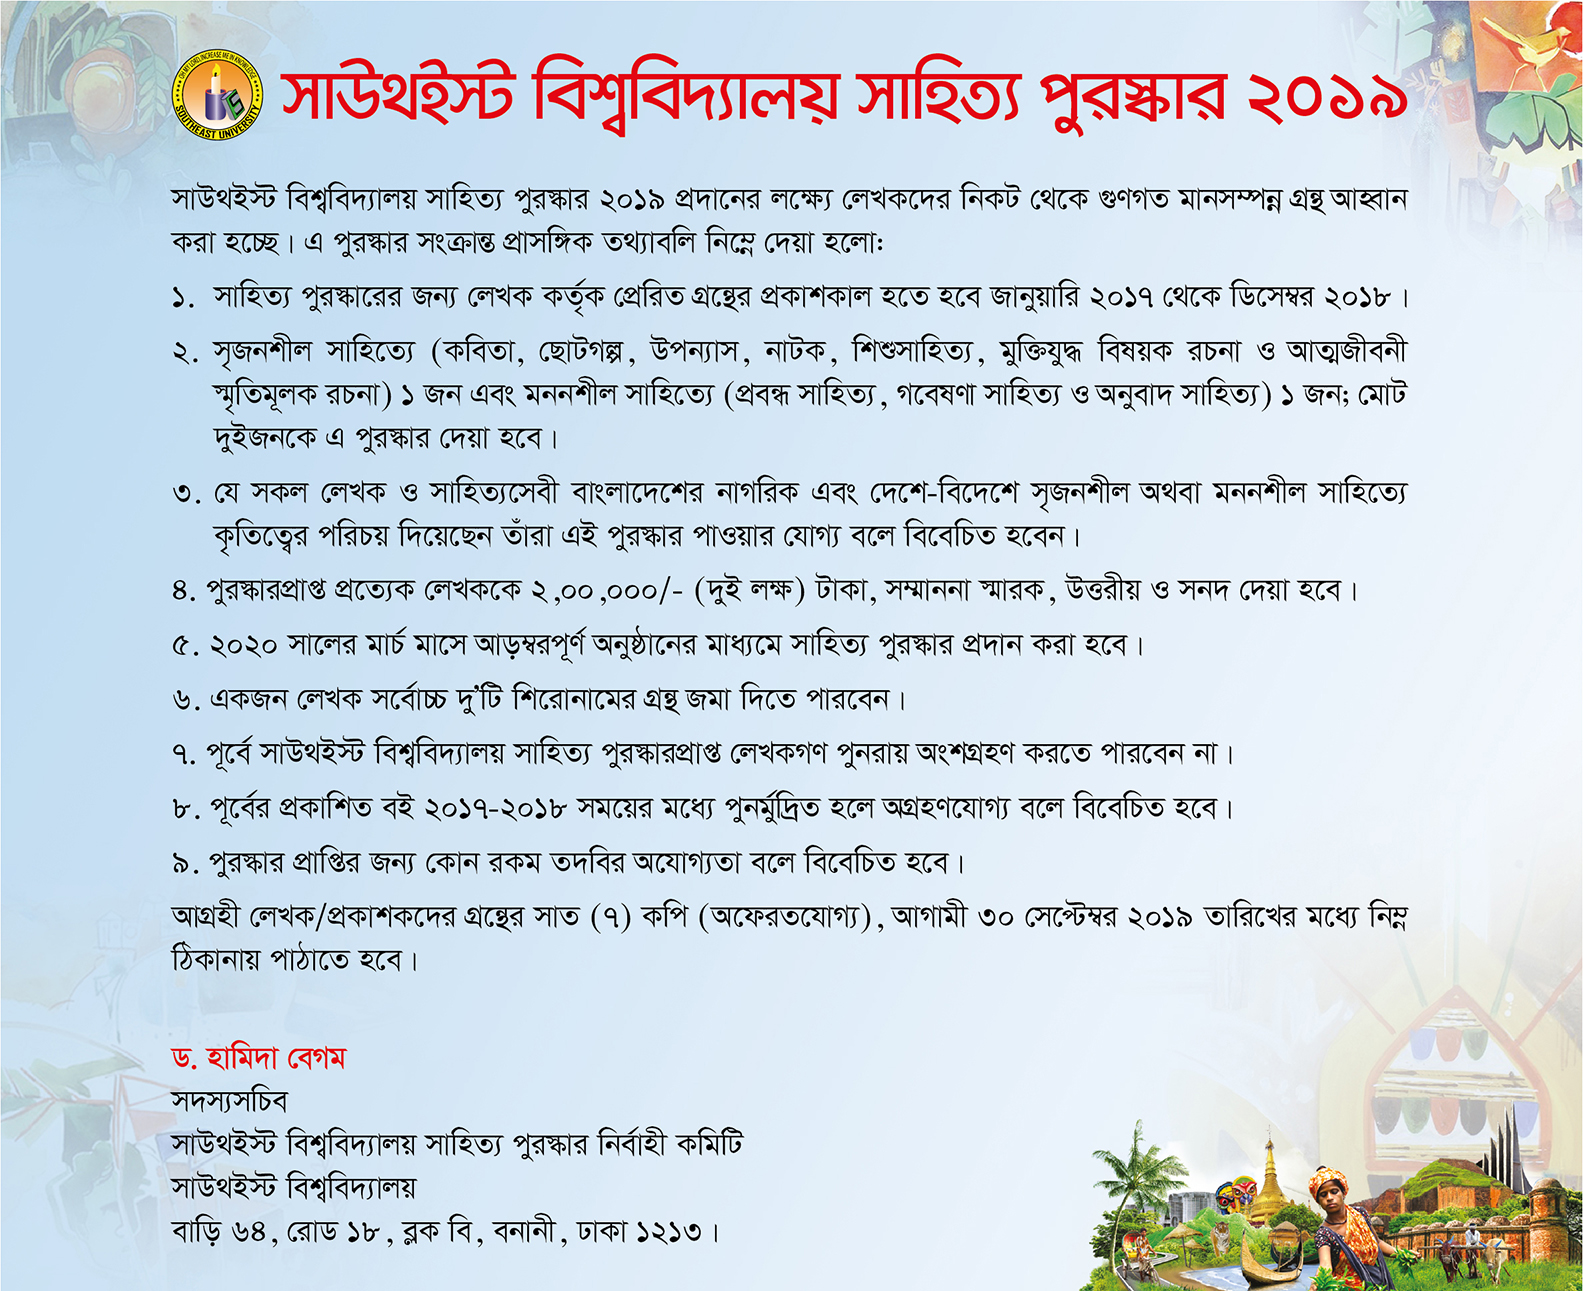 OH MY LORD, INCREASE ME IN KNOWLEDGE
SOUTHEAST UNIVERSITY
সাউথইস্ট বিশ্ববিদ্যালয় সাহিত্য পুরস্কার ২০১৯
সাউথইস্ট বিশ্ববিদ্যালয় সাহিত্য পুরস্কার ২০১৯ প্রদানের লক্ষ্যে লেখকদের নিকট থেকে গুণগত মানসম্পন্ন গ্রন্থ আহ্বান
করা হচ্ছে। এ পুরস্কার সংক্রান্ত প্রাসঙ্গিক তথ্যাবলি নিম্নে দেয়া হলো:
১. সাহিত্য পুরস্কারের জন্য লেখক কর্তৃক প্রেরিত গ্রন্থের প্রকাশকাল হতে হবে জানুয়ারি ২০১৭ থেকে ডিসেম্বর ২০১৮।
২. সৃজনশীল সাহিত্যে (কবিতা, ছোটগল্প, উপন্যাস, নাটক, শিশুসাহিত্য, মুক্তিযুদ্ধ বিষয়ক রচনা ও আত্মজীবনী
স্মৃতিমূলক রচনা) ১ জন এবং মননশীল সাহিত্যে (প্রবন্ধ সাহিত্য, গবেষণা সাহিত্য ও অনুবাদ সাহিত্য) ১ জন; মোট
দুইজনকে এ পুরস্কার দেয়া হবে।
৩. যে সকল লেখক ও সাহিত্যসেবী বাংলাদেশের নাগরিক এবং দেশে-বিদেশে সৃজনশীল অথবা মননশীল সাহিত্যে
কৃতিত্বের পরিচয় দিয়েছেন তাঁরা এই পুরস্কার পাওয়ার যোগ্য বলে বিবেচিত হবেন।
৪. পুরস্কারপ্রাপ্ত প্রত্যেক লেখককে ২,০০,০০০/- (দুই লক্ষ) টাকা, সম্মাননা স্মারক, উত্তরীয় ও সনদ দেয়া হবে।
৫. ২০২০ সালের মার্চ মাসে আড়ম্বরপূর্ণ অনুষ্ঠানের মাধ্যমে সাহিত্য পুরস্কার প্রদান করা হবে।
৬. একজন লেখক সর্বোচ্চ দু’টি শিরোনামের গ্রন্থ জমা দিতে পারবেন।
৭. পূর্বে সাউথইস্ট বিশ্ববিদ্যালয় সাহিত্য পুরস্কারপ্রাপ্ত লেখকগণ পুনরায় অংশগ্রহণ করতে পারবেন না।
৮. পূর্বের প্রকাশিত বই ২০১৭-২০১৮ সময়ের মধ্যে পুনর্মুদ্রিত হলে অগ্রহণযোগ্য বলে বিবেচিত হবে।
৯. পুরস্কার প্রাপ্তির জন্য কোন রকম তদবির অযোগ্যতা বলে বিবেচিত হবে।
আগ্রহী লেখক/প্রকাশকদের গ্রন্থের সাত (৭) কপি (অফেরতযোগ্য), আগামী ৩০ সেপ্টেম্বর ২০১৯ তারিখের মধ্যে নিম্ন
ঠিকানায় পাঠাতে হবে।
ড. হামিদা বেগম
সদস্যসচিব
সাউথইস্ট বিশ্ববিদ্যালয় সাহিত্য পুরস্কার নির্বাহী কমিটি
সাউথইস্ট বিশ্ববিদ্যালয়
বাড়ি ৬৪, রোড ১৮, ব্লক বি, বনানী, ঢাকা ১২১৩।